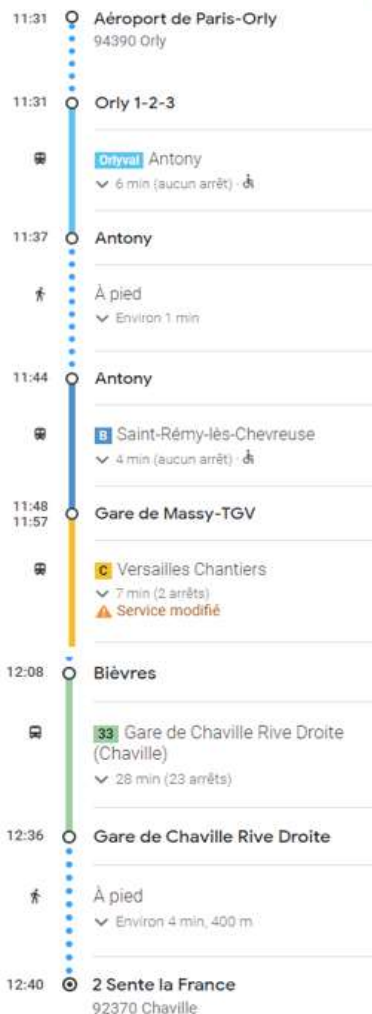 11:31 Aéroport de Paris-Orly
94390 Orly
11:31 Orly 1-2-3
Orlyval Antony
6 min (aucun arrêt) ·
11:37 Antony
À pied
Environ 1 min
11:44 Antony
B Saint-Rémy-lès-Chevreuse
4 min (aucun arrêt) ·
11:48
11:57
Gare de Massy-TGV
C Versailles Chantiers
7 min (2 arrêts)
Service modifié
12:08 Bièvres
33 Gare de Chaville Rive Droite
(Chaville)
28 min (23 arrêts)
12:36 Gare de Chaville Rive Droite
À pied
Environ 4 min, 400 m
12:40 2 Sente la France
92370 Chaville